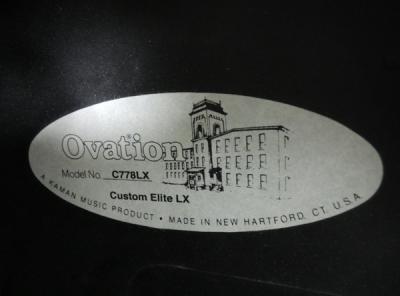 Ovation®
Model No. C778LX
Custom Elite LX
A KAMAN MUSIC PRODUCT • MADE IN NEW HARTFORD, CT. U.S.A.